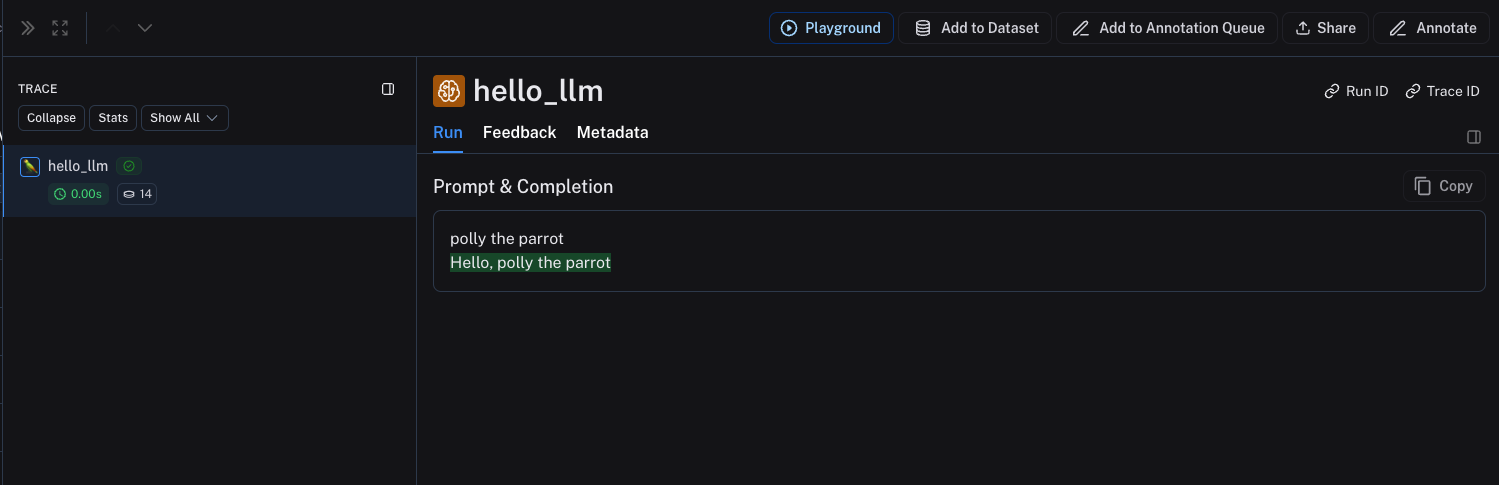 Playground
Add to Dataset
Add to Annotation Queue
Share
Annotate
TRACE
Collapse
Stats
Show All
hello_llm
0.00s
14
hello_llm
Run ID
Trace ID
Run
Feedback
Metadata
Prompt & Completion
Copy
polly the parrot
Hello, polly the parrot